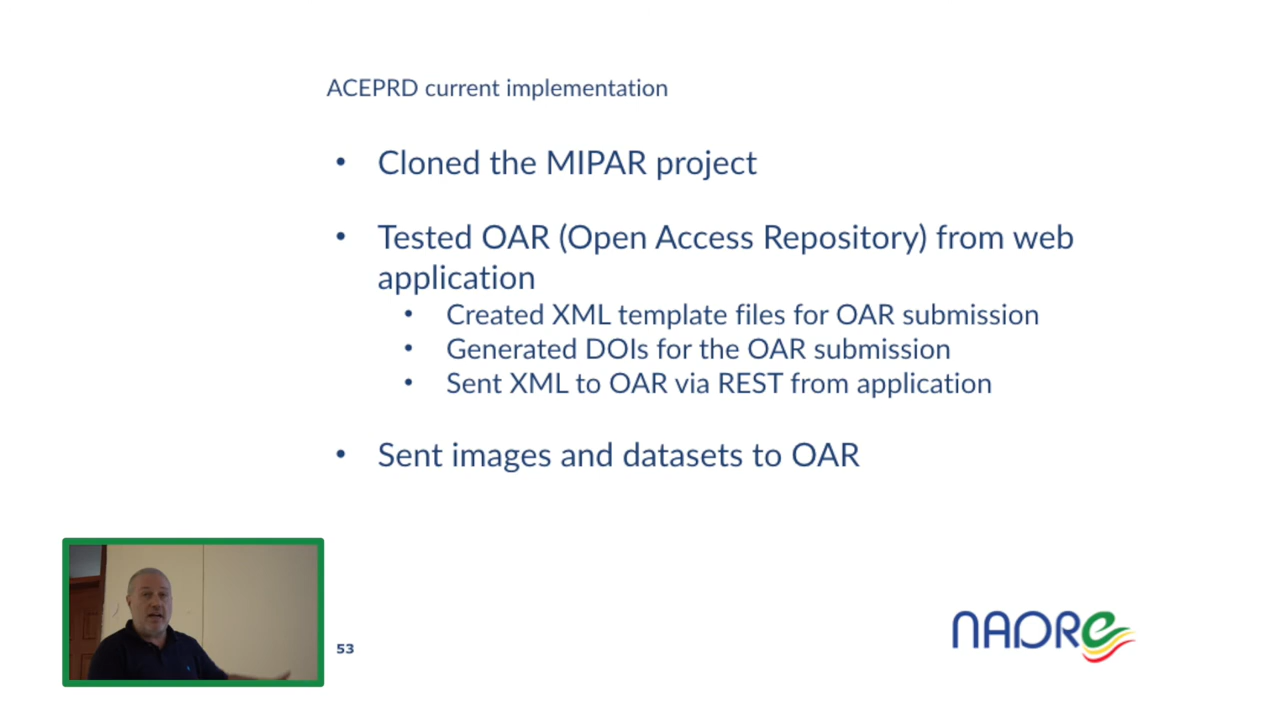 ACEPRD current implementation
• Cloned the MIPAR project
• Tested OAR (Open Access Repository) from web
application
• Created XML template files for OAR submission
• Generated DOIs for the OAR submission
• Sent XML to OAR via REST from application
• Sent images and datasets to OAR
53
NADRe